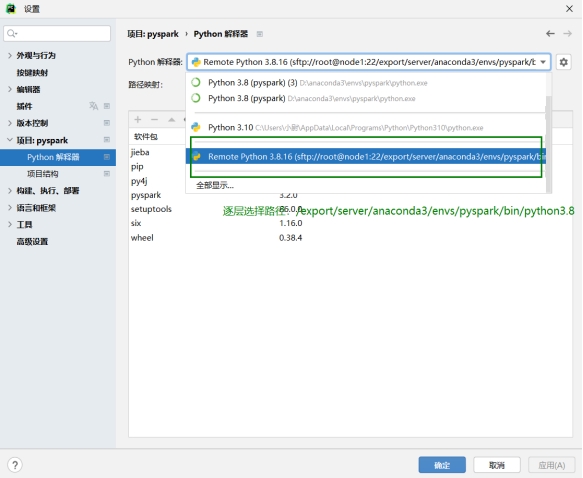 设置
项目: pyspark › Python 解释器
外观与行为
按键映射
编辑器
插件
版本控制
项目: pyspark
Python 解释器
项目结构
构建、执行、部署
语言和框架
工具
高级设置
Python 解释器: Remote Python 3.8.16 (sftp://root@node1:22/export/server/anaconda3/envs/pyspark/b
路径映射:
Python 3.8 (pyspark) (3) D:\anaconda3\envs\pyspark\python.exe
Python 3.8 (pyspark) D:\anaconda3\envs\pyspark\python.exe
Python 3.10 C:\Users\小尉\AppData\Local\Programs\Python\Python310\python.exe
Remote Python 3.8.16 (sftp://root@node1:22/export/server/anaconda3/envs/pyspark/bin
全部显示...
软件包
jieba
pip
py4j
pyspark 3.2.0
setuptools
six 1.16.0
wheel 0.38.4
逐层选择路径: /export/server/anaconda3/envs/pyspark/bin/python3.8
?
确定
取消
应用(A)